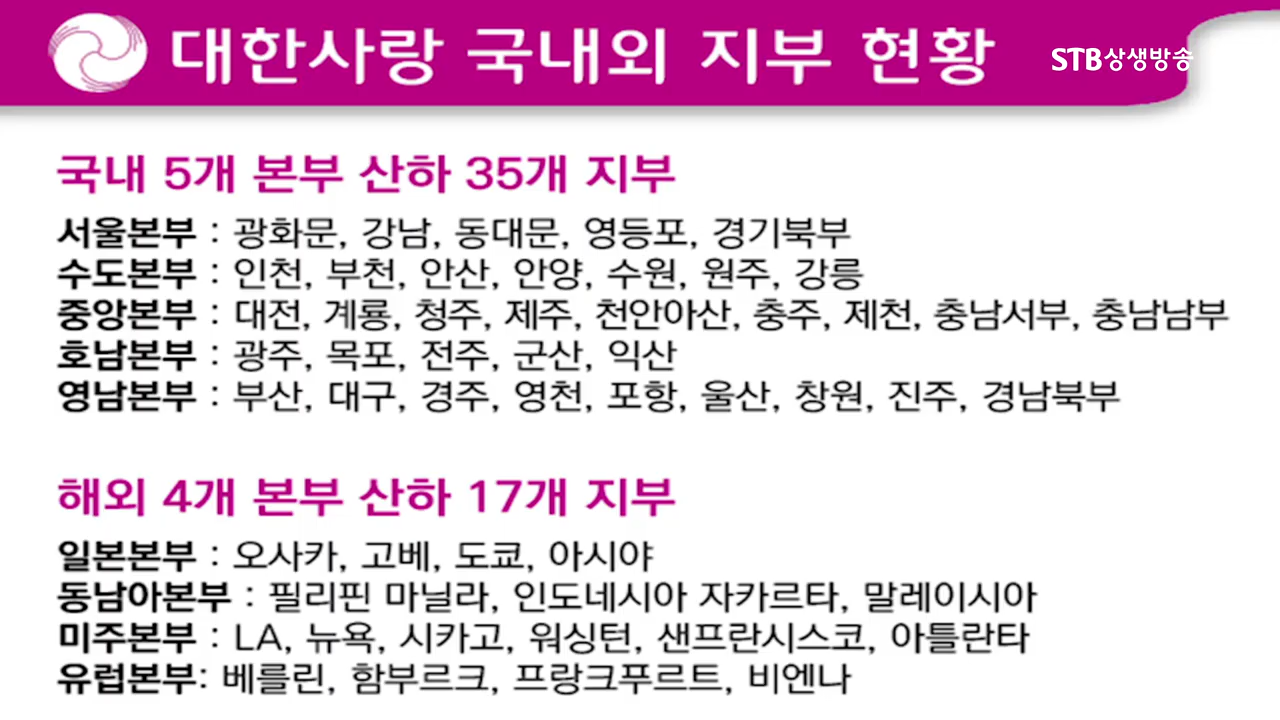 대한사랑 국내외 지부 현황
STB상생방송
국내 5개 본부 산하 35개 지부
서울본부 : 광화문, 강남, 동대문, 영등포, 경기북부
수도본부 : 인천, 부천, 안산, 안양, 수원, 원주, 강릉
중앙본부 : 대전, 계룡, 청주, 제주, 천안아산, 충주, 제천, 충남서부, 충남남부
호남본부 : 광주, 목포, 전주, 군산, 익산
영남본부 : 부산, 대구, 경주, 영천, 포항, 울산, 창원, 진주, 경남북부
해외 4개 본부 산하 17개 지부
일본본부 : 오사카, 고베, 도쿄, 아시야
동남아본부 : 필리핀 마닐라, 인도네시아 자카르타, 말레이시아
미주본부 : LA, 뉴욕, 시카고, 워싱턴, 샌프란시스코, 아틀란타
유럽본부: 베를린, 함부르크, 프랑크푸르트, 비엔나